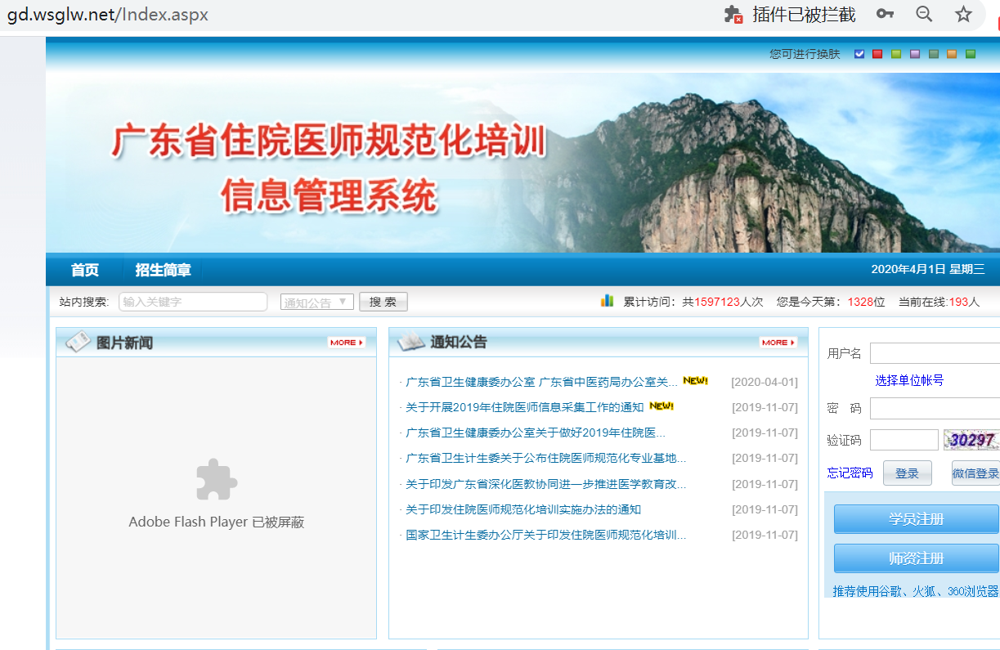 gd.wsglw.net/Index.aspx 插件已被拦截
您可进行换肤
广东省住院医师规范化培训
信息管理系统
首页 招生简章 2020年4月1日 星期三
站内搜索: 输入关键字 通知公告 搜 索 累计访问：共1597123人次 您是今天第：1328位 当前在线:193人
图片新闻 MORE
Adobe Flash Player 已被屏蔽
通知公告 MORE
· 广东省卫生健康委办公室 广东省中医药局办公室关... NEW! [2020-04-01]
· 关于开展2019年住院医师信息采集工作的通知 NEW! [2019-11-07]
· 广东省卫生健康委办公室关于做好2019年住院医... [2019-11-07]
· 广东省卫生计生委关于公布住院医师规范化专业基地... [2019-11-07]
· 关于印发广东省深化医教协同进一步推进医学教育改... [2019-11-07]
· 关于印发住院医师规范化培训实施办法的通知 [2019-11-07]
· 国家卫生计生委办公厅关于印发住院医师规范化培训... [2019-11-07]
用户名
选择单位帐号
密 码
验证码 30297
忘记密码 登录 微信登录
学员注册
师资注册
推荐使用谷歌、火狐、360浏览器